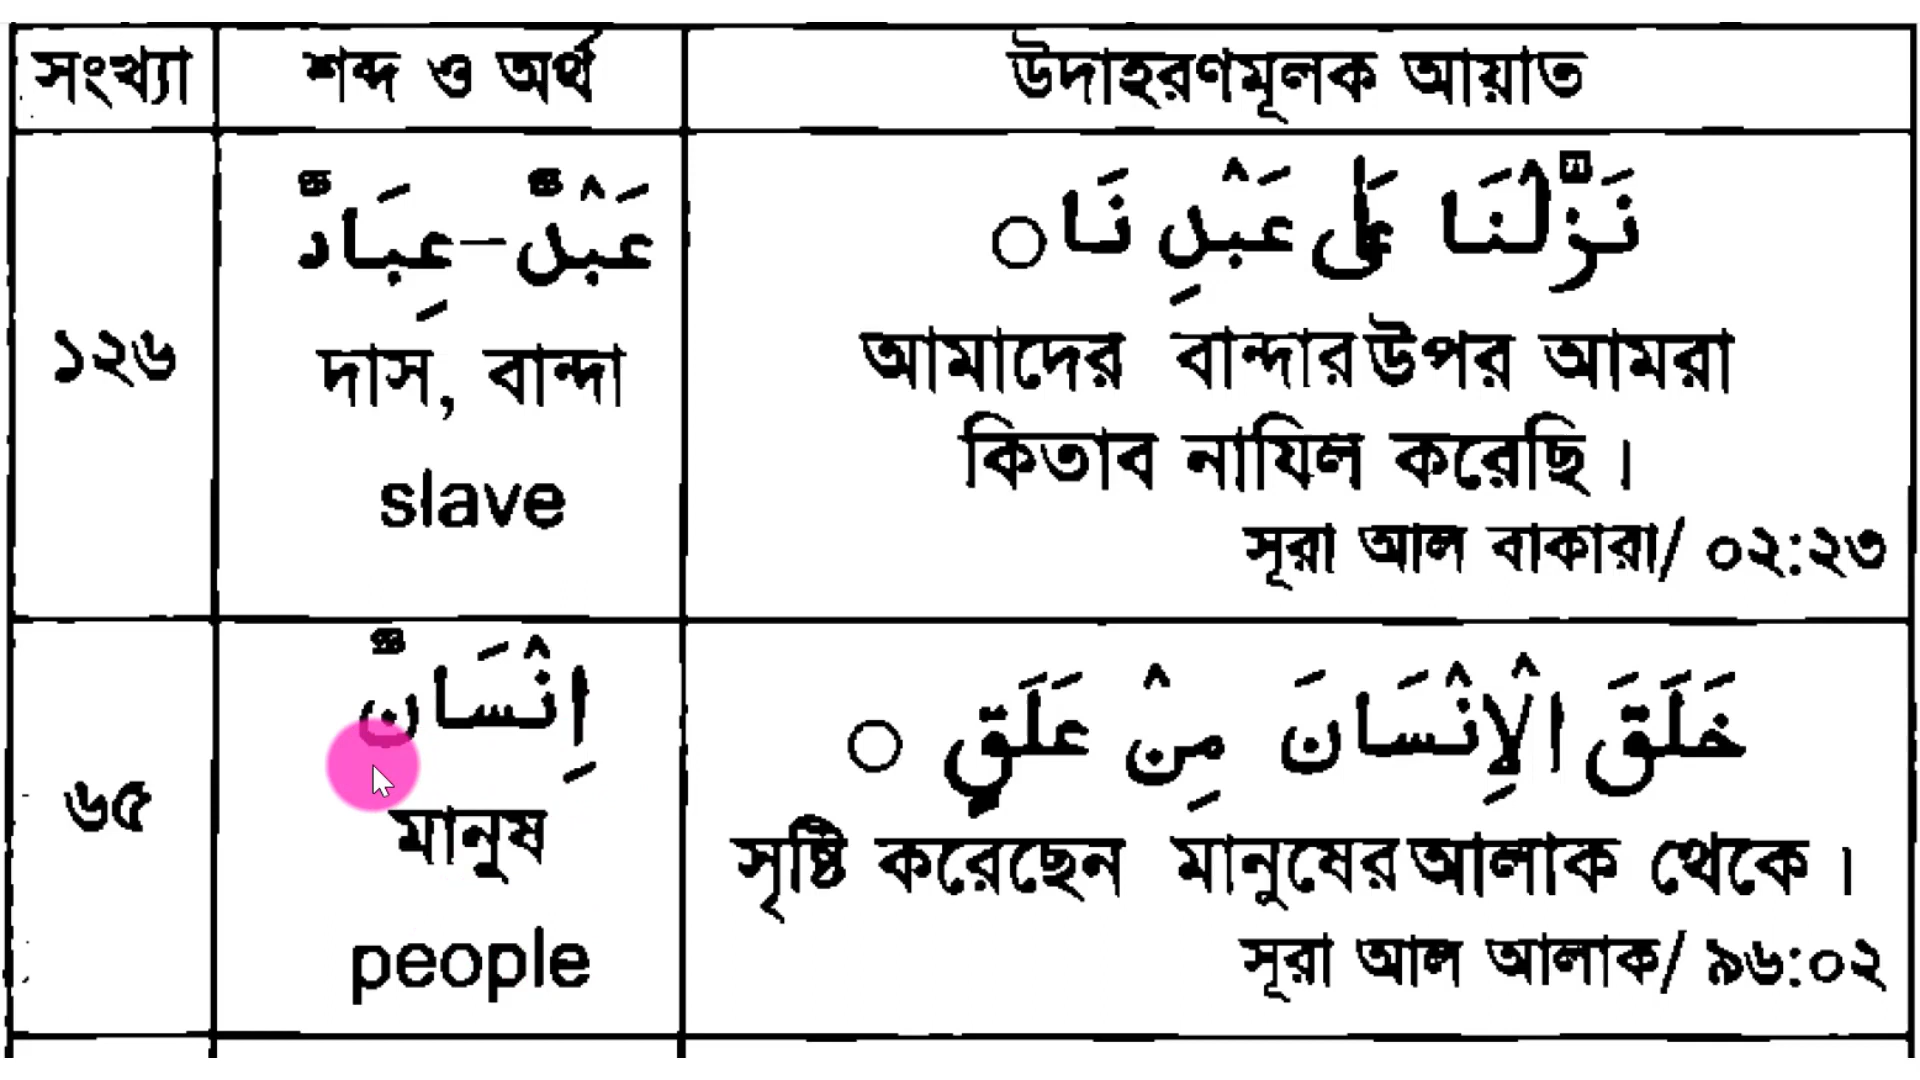 সংখ্যা শব্দ ও অর্থ উদাহরণমূলক আয়াত
১২৬
عَبْدٌ – عِبَادٌ
দাস, বান্দা
slave
نَزَّلْنَا عَلٰى عَبْدِنَا ○
আমাদের বান্দার উপর আমরা
কিতাব নাযিল করেছি।
সূরা আল বাকারা/ ০২:২৩
৬৫
اِنْسَانٌ
মানুষ
people
خَلَقَ الْاِنْسَانَ مِنْ عَلَقٍ ○
সৃষ্টি করেছেন মানুষের আলাক থেকে।
সূরা আল আলাক/ ৯৬:০২